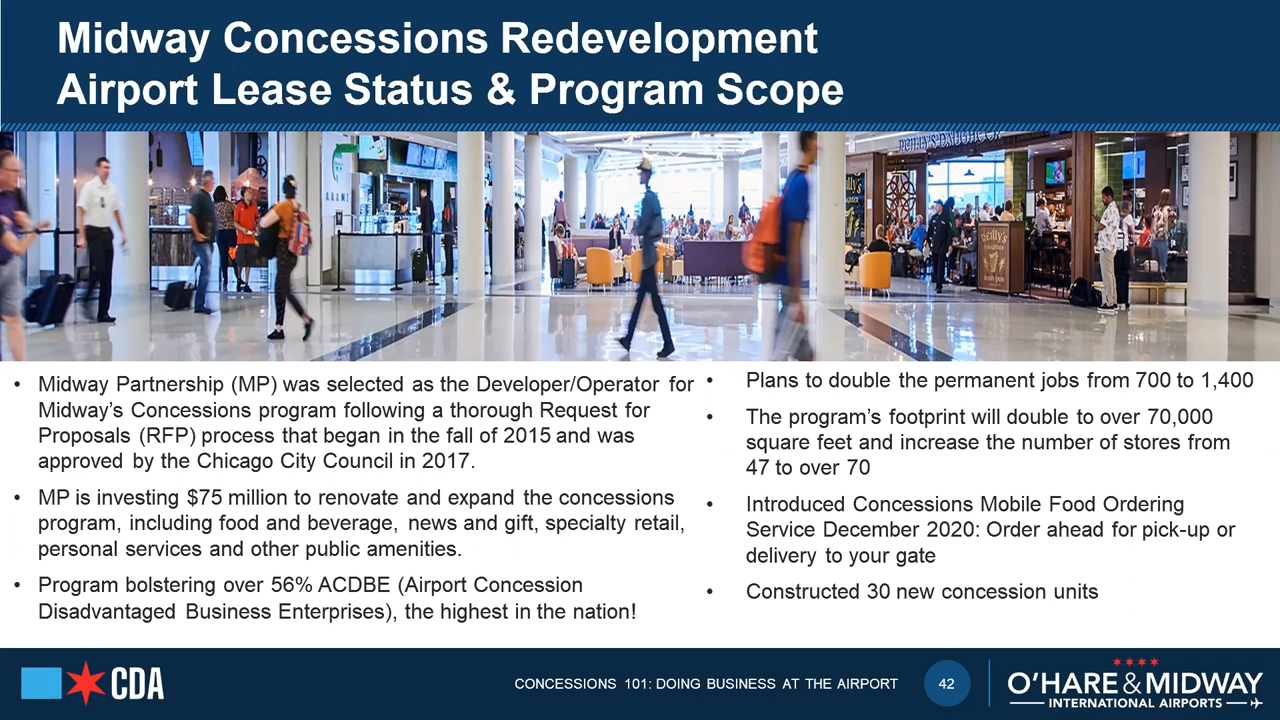 Midway Concessions Redevelopment
Airport Lease Status & Program Scope
REILLY'S DAUGHTER
Reilly's
• Midway Partnership (MP) was selected as the Developer/Operator for
Midway's Concessions program following a thorough Request for
Proposals (RFP) process that began in the fall of 2015 and was
approved by the Chicago City Council in 2017.
• MP is investing $75 million to renovate and expand the concessions
program, including food and beverage, news and gift, specialty retail,
personal services and other public amenities.
• Program bolstering over 56% ACDBE (Airport Concession
Disadvantaged Business Enterprises), the highest in the nation!
• Plans to double the permanent jobs from 700 to 1,400
• The program's footprint will double to over 70,000
square feet and increase the number of stores from
47 to over 70
• Introduced Concessions Mobile Food Ordering
Service December 2020: Order ahead for pick-up or
delivery to your gate
• Constructed 30 new concession units
CDA
CONCESSIONS 101: DOING BUSINESS AT THE AIRPORT
42
O'HARE & MIDWAY
INTERNATIONAL AIRPORTS